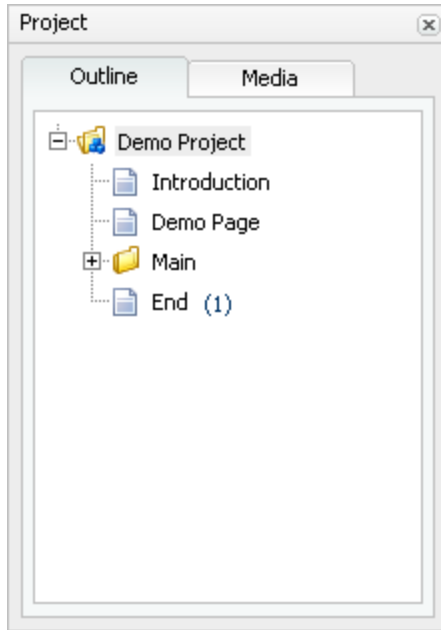 Project
Outline Media
Demo Project
Introduction
Demo Page
Main
End (1)